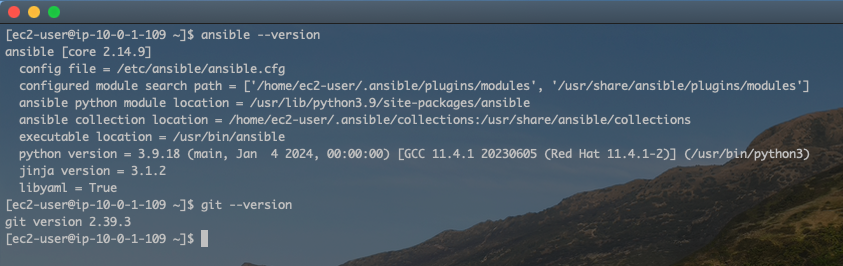 [ec2-user@ip-10-0-1-109 ~]$ ansible --version
ansible [core 2.14.9]
  config file = /etc/ansible/ansible.cfg
  configured module search path = ['/home/ec2-user/.ansible/plugins/modules', '/usr/share/ansible/plugins/modules']
  ansible python module location = /usr/lib/python3.9/site-packages/ansible
  ansible collection location = /home/ec2-user/.ansible/collections:/usr/share/ansible/collections
  executable location = /usr/bin/ansible
  python version = 3.9.18 (main, Jan  4 2024, 00:00:00) [GCC 11.4.1 20230605 (Red Hat 11.4.1-2)] (/usr/bin/python3)
  jinja version = 3.1.2
  libyaml = True
[ec2-user@ip-10-0-1-109 ~]$ git --version
git version 2.39.3
[ec2-user@ip-10-0-1-109 ~]$